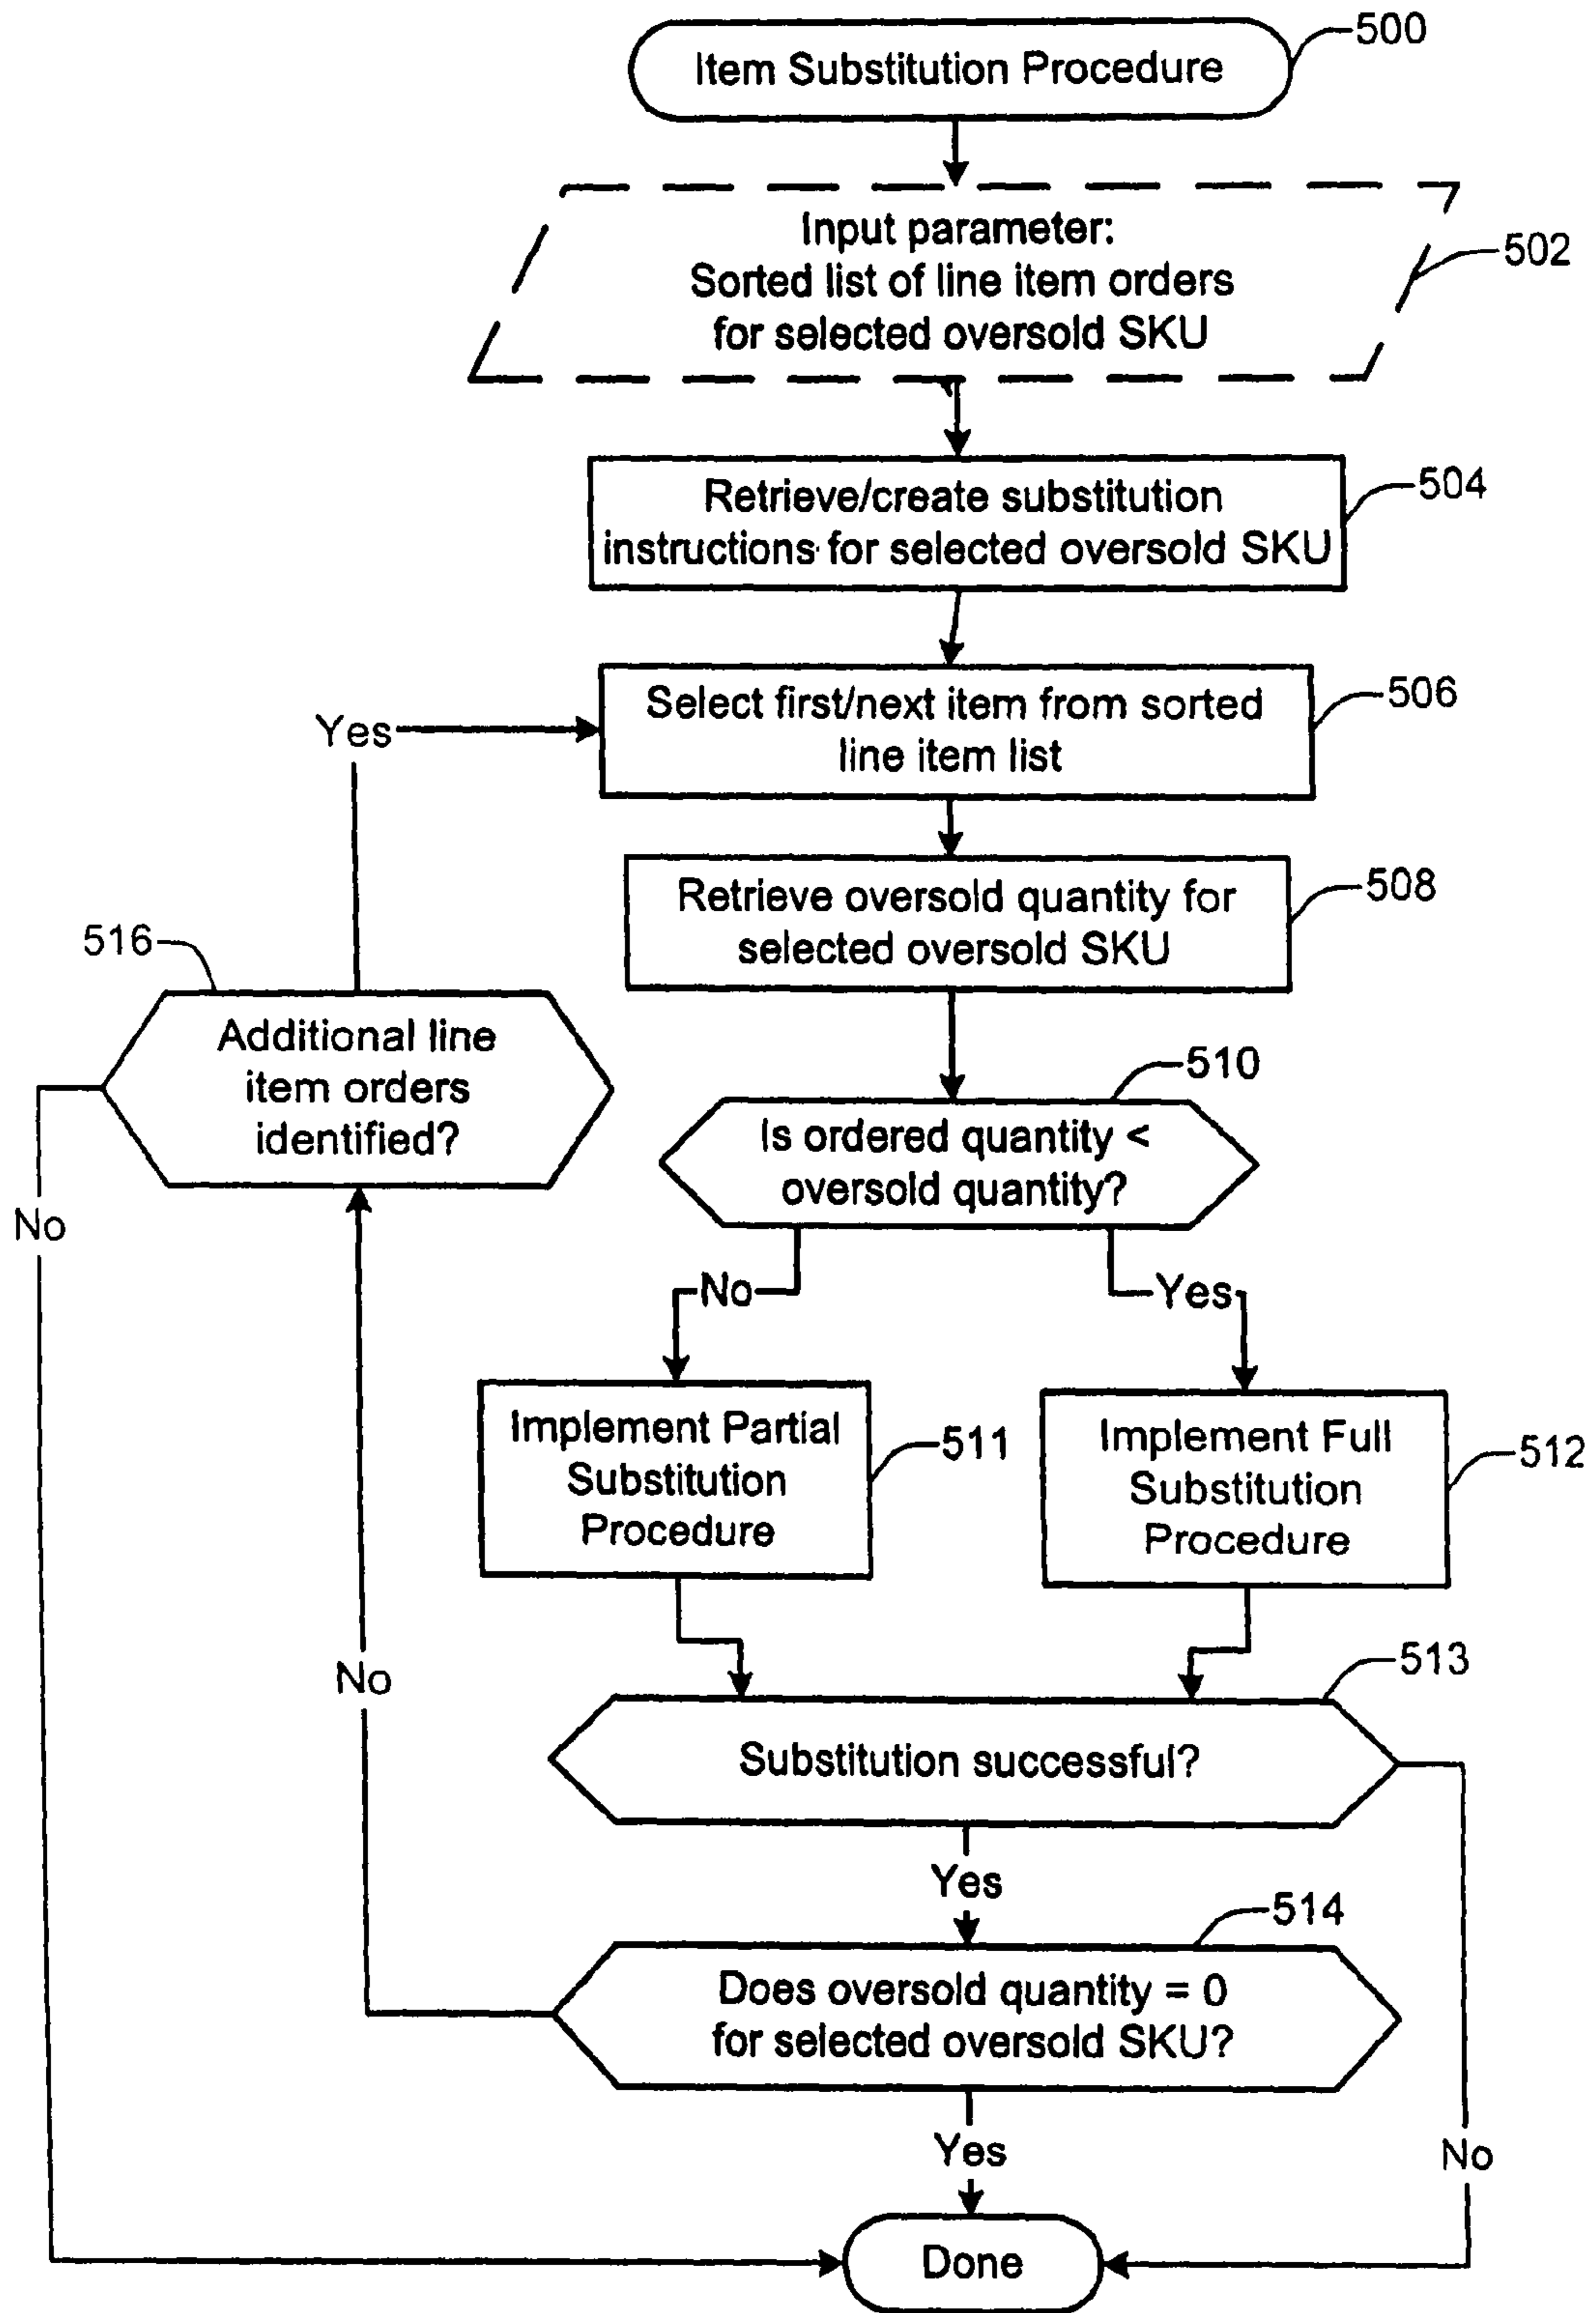 500
Item Substitution Procedure
Input parameter:
Sorted list of line item orders
for selected oversold SKU
502
Retrieve/create substitution
instructions for selected oversold SKU
504
Select first/next item from sorted
line item list
506
Yes
Retrieve oversold quantity for
selected oversold SKU
508
516
Additional line
item orders
identified?
No
510
Is ordered quantity <
oversold quantity?
No
Yes
Implement Partial
Substitution
Procedure
511
Implement Full
Substitution
Procedure
512
513
Substitution successful?
No
Yes
514
Does oversold quantity = 0
for selected oversold SKU?
Yes
No
Done